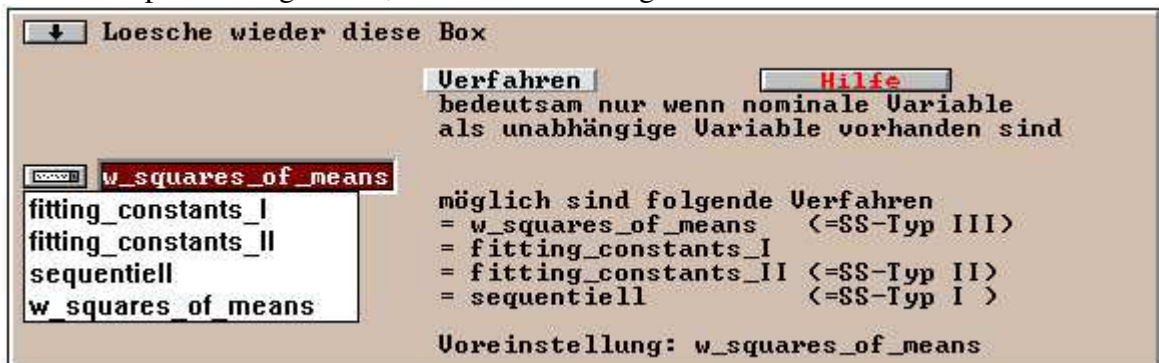 Loesche wieder diese Box
Verfahren Hilfe
bedeutsam nur wenn nominale Variable
als unabhängige Variable vorhanden sind
w_squares_of_means
fitting_constants_I
fitting_constants_II
sequentiell
w_squares_of_means
möglich sind folgende Verfahren
= w_squares_of_means (=SS-Typ III)
= fitting_constants_I
= fitting_constants_II (=SS-Typ II)
= sequentiell (=SS-Typ I )
Voreinstellung: w_squares_of_means